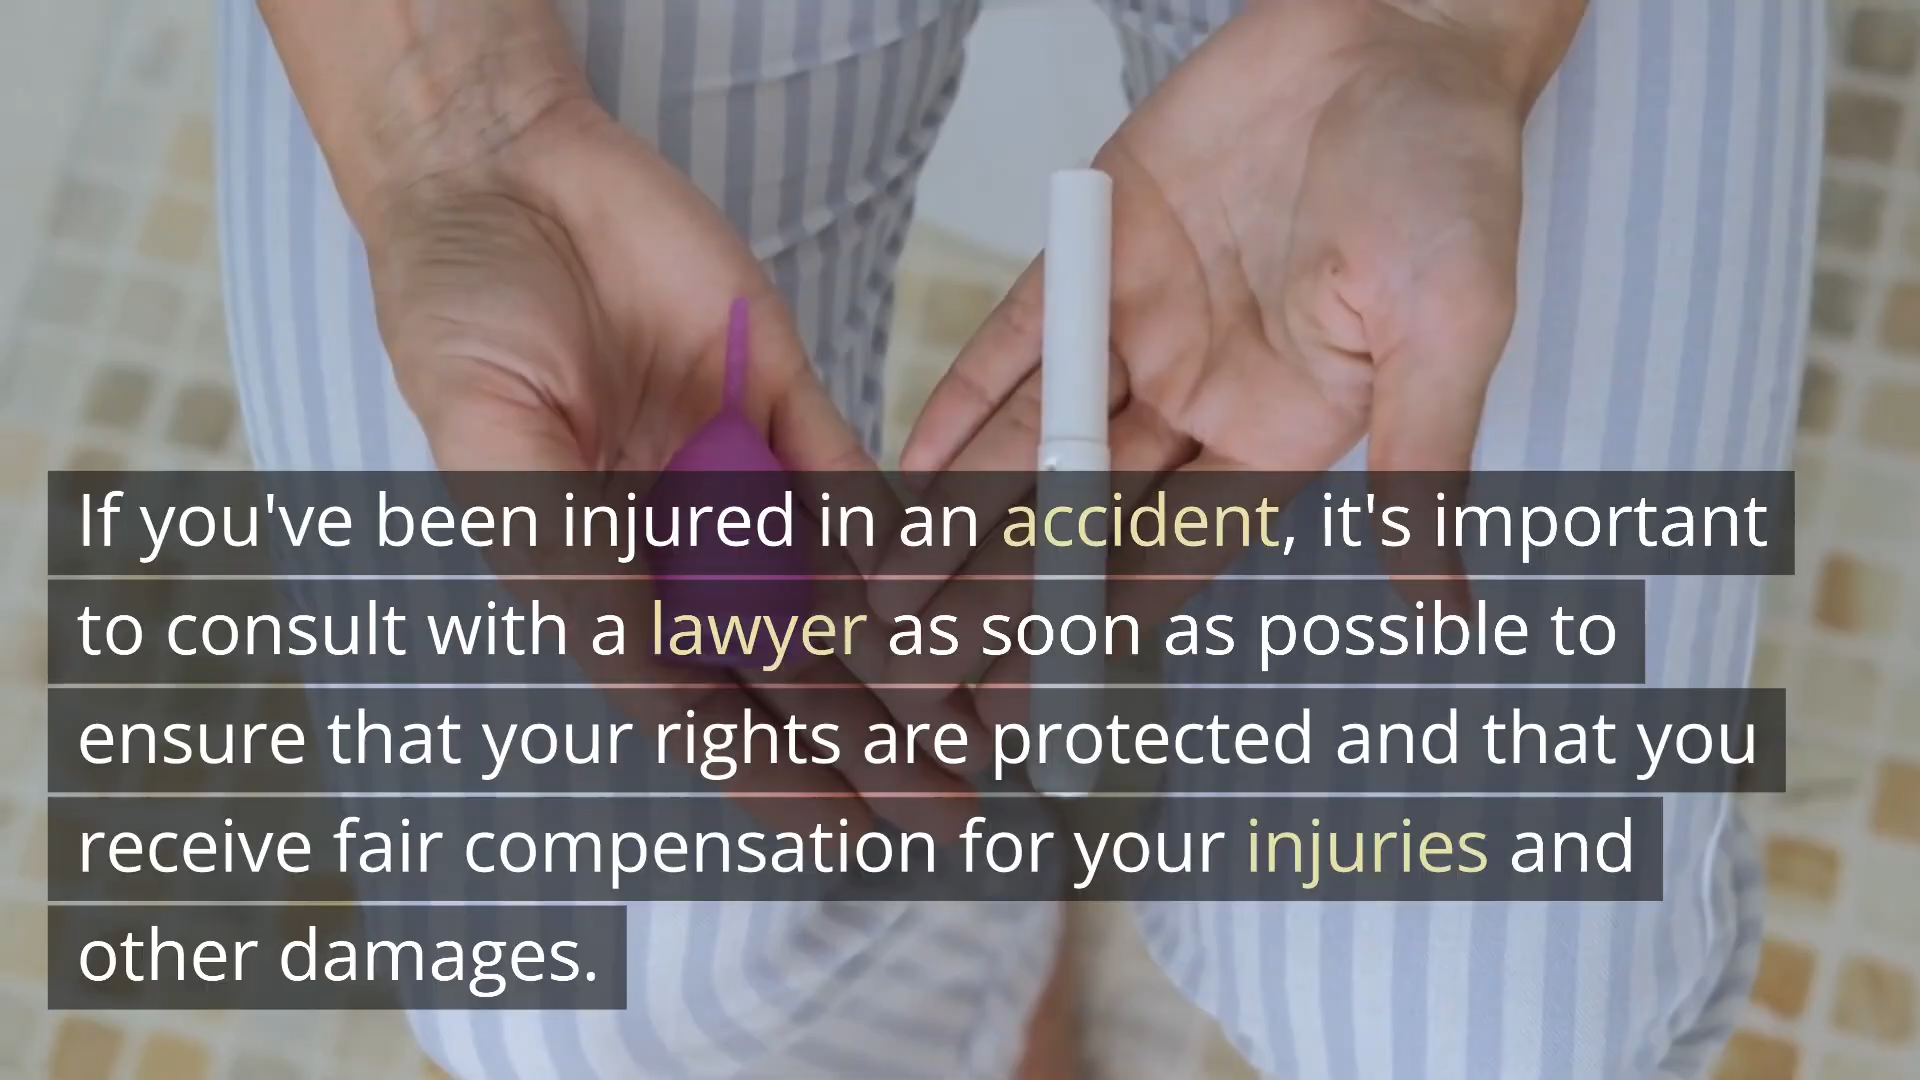 If you've been injured in an accident, it's important
to consult with a lawyer as soon as possible to
ensure that your rights are protected and that you
receive fair compensation for your injuries and
other damages.